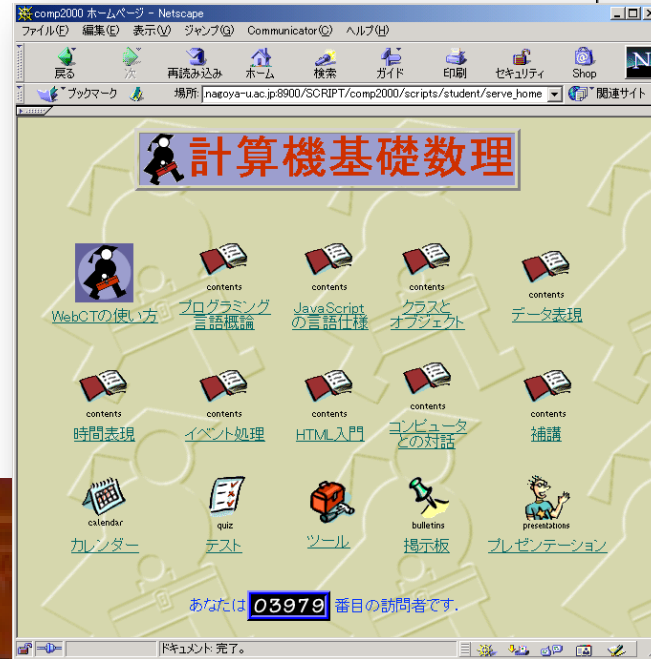 comp2000 ホームページ - Netscape
ファイル(F) 編集(E) 表示(V) ジャンプ(G) Communicator(C) ヘルプ(H)
戻る 次 再読み込み ホーム 検索 ガイド 印刷 セキュリティ Shop N
ブックマーク 場所: .nagoya-u.ac.jp:8900/SCRIPT/comp2000/scripts/student/serve_home 関連サイト
計算機基礎数理
contents contents contents contents
WebCTの使い方 プログラミング JavaScript クラスと データ表現
言語概論 の言語仕様 オブジェクト
contents contents contents contents contents
時間表現 イベント処理 HTML入門 コンピュータ 補講
との対話
calendar quiz bulletins presentations
カレンダー テスト ツール 掲示板 プレゼンテーション
あなたは 03979 番目の訪問者です.
ドキュメント: 完了。